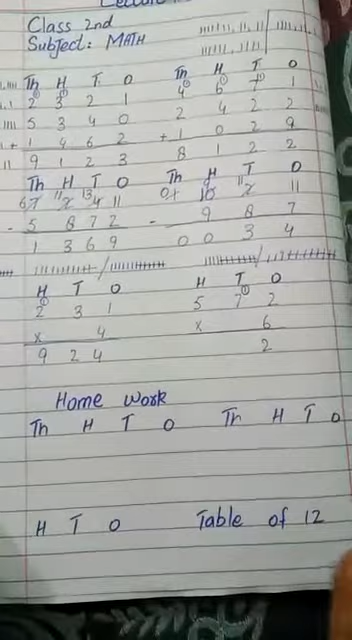 Class 2nd
Subject: MATH
Th H T O Th H T O
2 3 2 1 4 6 7 1
5 3 4 0 2 4 2 2
+ 1 4 6 2 + 1 0 2 9
9 1 2 3 8 1 2 2
Th H T O Th H T O
- 5 8 7 2 - 9 8 7
1 3 6 9 0 0 3 4
H T O H T O
2 3 1 5 7 2
x 4 x 6
9 2 4 2
Home Work
Th H T O Th H T O
H T O Table of 12